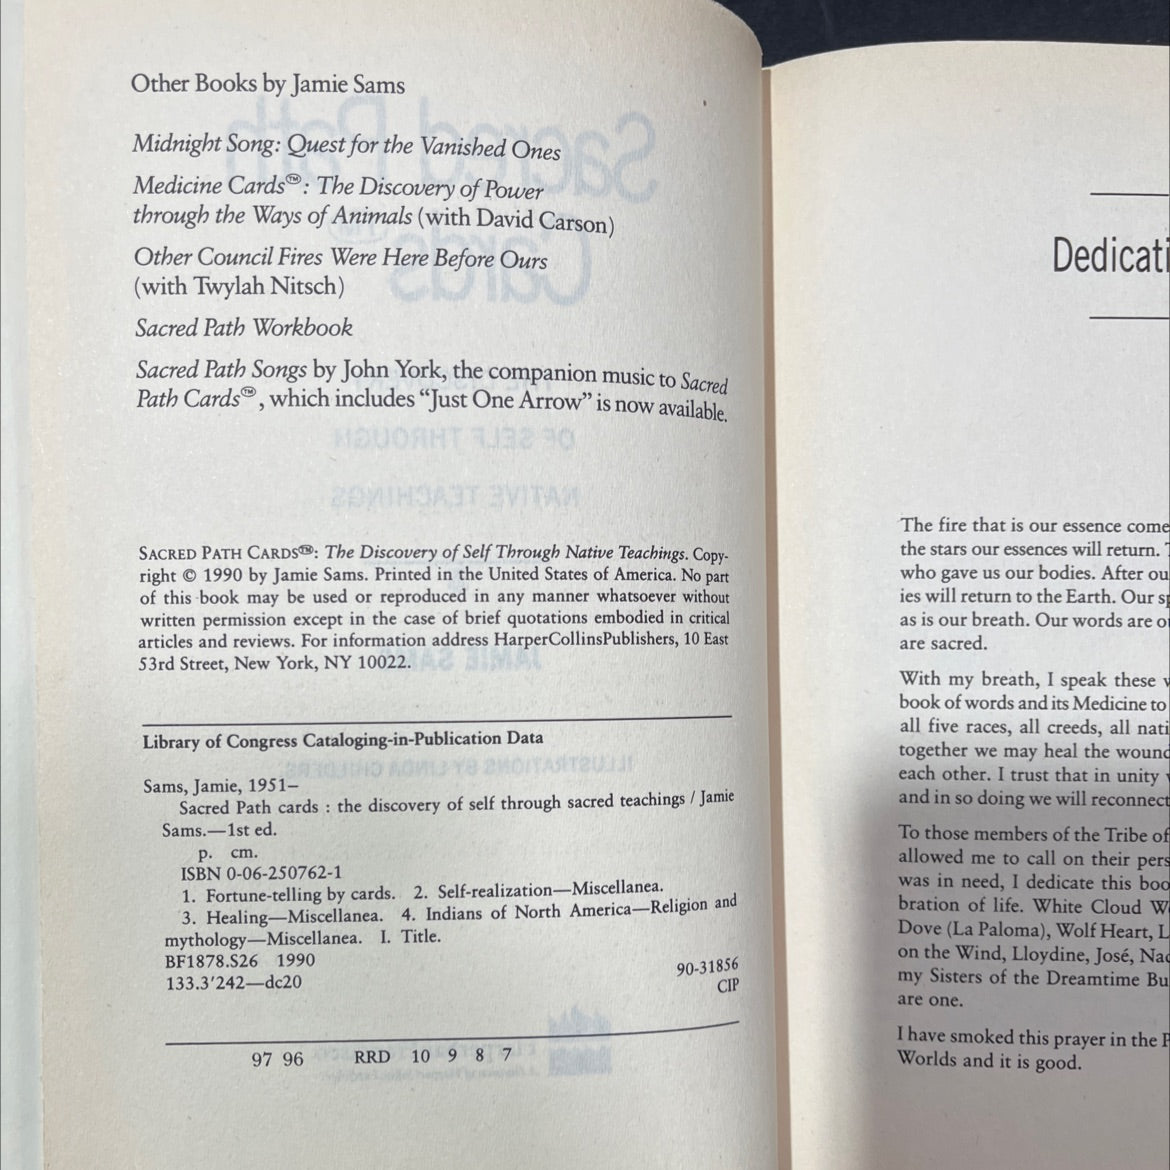 Other Books by Jamie Sams
Midnight Song: Quest for the Vanished Ones
Medicine Cards™: The Discovery of Power
through the Ways of Animals (with David Carson)
Other Council Fires Were Here Before Ours
(with Twylah Nitsch)
Sacred Path Workbook
Sacred Path Songs by John York, the companion music to Sacred
Path Cards™, which includes “Just One Arrow” is now available.
SACRED PATH CARDS™: The Discovery of Self Through Native Teachings. Copy-
right © 1990 by Jamie Sams. Printed in the United States of America. No part
of this book may be used or reproduced in any manner whatsoever without
written permission except in the case of brief quotations embodied in critical
articles and reviews. For information address HarperCollinsPublishers, 10 East
53rd Street, New York, NY 10022.
Library of Congress Cataloging-in-Publication Data
Sams, Jamie, 1951–
Sacred Path cards : the discovery of self through sacred teachings / Jamie
Sams.—1st ed.
p. cm.
ISBN 0-06-250762-1
1. Fortune-telling by cards. 2. Self-realization—Miscellanea.
3. Healing—Miscellanea. 4. Indians of North America—Religion and
mythology—Miscellanea. I. Title.
BF1878.S26 1990
133.3'242—dc20
90-31856
CIP
97 96 RRD 10 9 8 7
Dedicati
The fire that is our essence come
the stars our essences will return.
who gave us our bodies. After ou
ies will return to the Earth. Our sp
as is our breath. Our words are o
are sacred.
With my breath, I speak these
book of words and its Medicine to
all five races, all creeds, all nati
together we may heal the wound
each other. I trust that in unity
and in so doing we will reconnect
To those members of the Tribe of
allowed me to call on their pers
was in need, I dedicate this boo
bration of life. White Cloud W
Dove (La Paloma), Wolf Heart, L
on the Wind, Lloydine, José, Nac
my Sisters of the Dreamtime Bu
are one.
I have smoked this prayer in the P
Worlds and it is good.